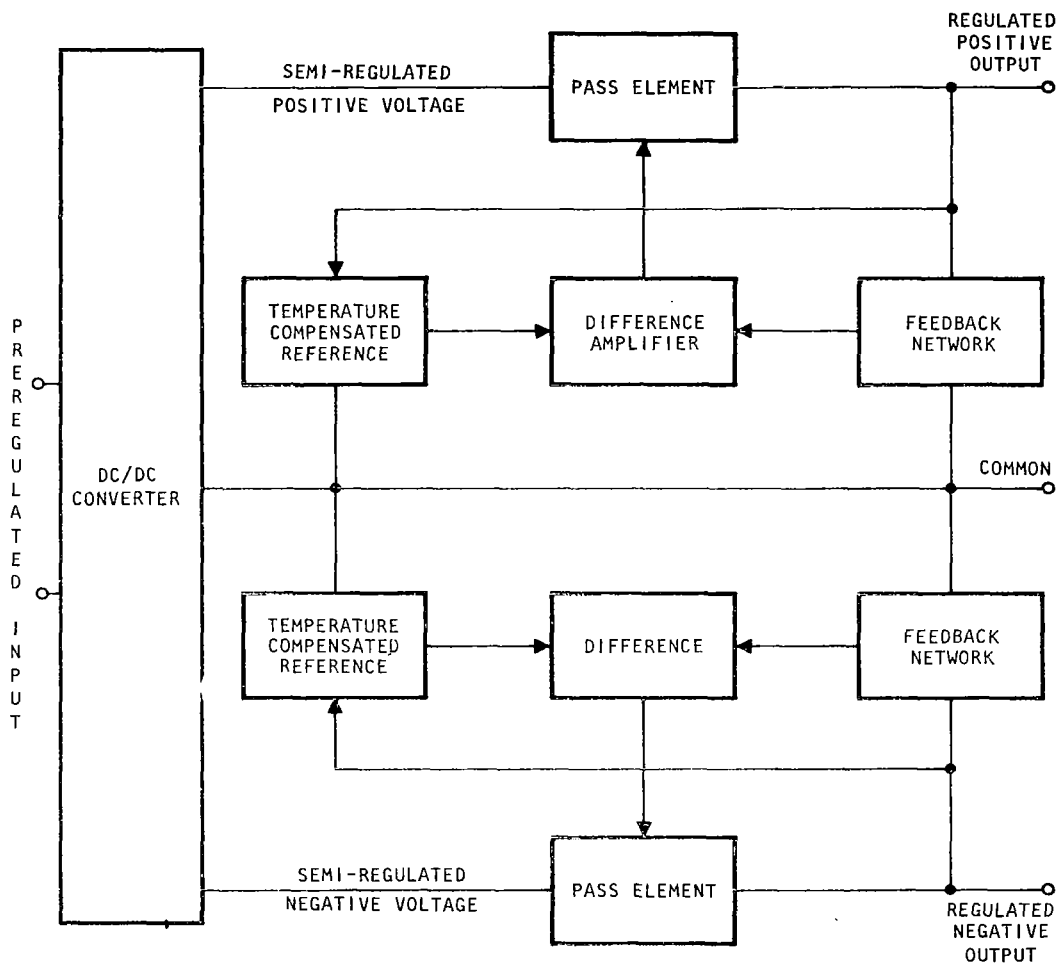 REGULATED
POSITIVE
OUTPUT
SEMI-REGULATED
POSITIVE VOLTAGE
PASS ELEMENT
TEMPERATURE
COMPENSATED
REFERENCE
DIFFERENCE
AMPLIFIER
FEEDBACK
NETWORK
PREREGULATED INPUT
DC/DC
CONVERTER
COMMON
TEMPERATURE
COMPENSATED
REFERENCE
DIFFERENCE
FEEDBACK
NETWORK
SEMI-REGULATED
NEGATIVE VOLTAGE
PASS ELEMENT
REGULATED
NEGATIVE
OUTPUT